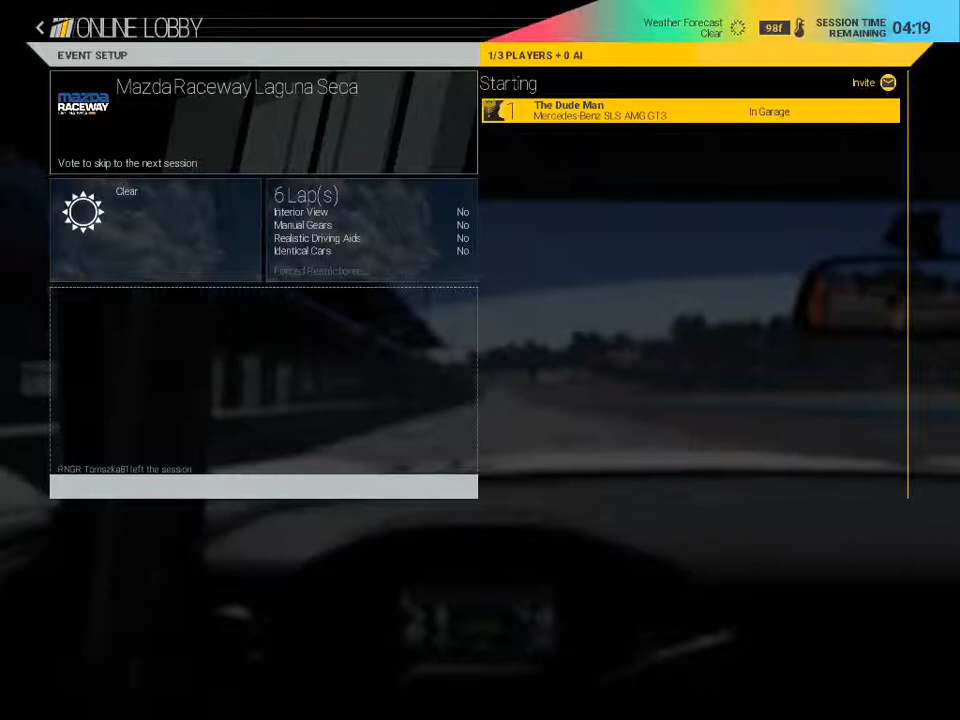 ONLINE LOBBY
Weather Forecast
Clear
98f
SESSION TIME
REMAINING
04:19
EVENT SETUP
1/3 PLAYERS + 0 AI
Mazda Raceway Laguna Seca
MAZDA
RACEWAY
Vote to skip to the next session
Starting
Invite
1
The Dude Man
Mercedes-Benz SLS AMG GT3
In Garage
Clear
6 Lap(s)
Interior View No
Manual Gears No
Realistic Driving Aids No
Identical Cars No
Forced Restrictions...
RNGR Tomszka81 left the session